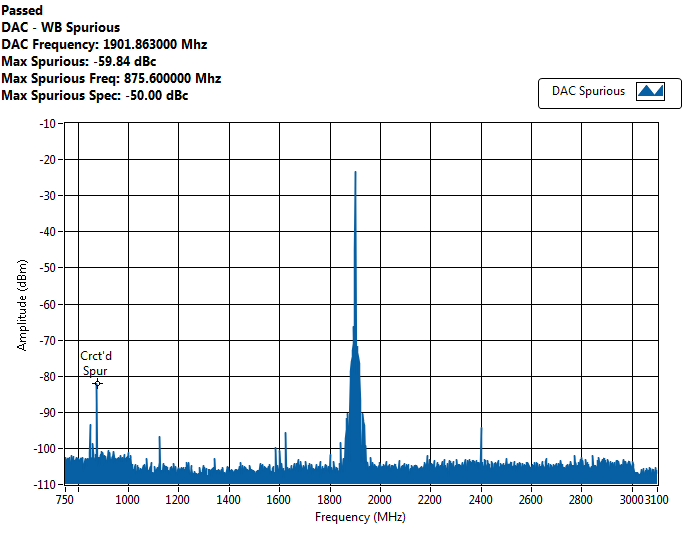 Passed
DAC - WB Spurious
DAC Frequency: 1901.863000 Mhz
Max Spurious: -59.84 dBc
Max Spurious Freq: 875.600000 Mhz
Max Spurious Spec: -50.00 dBc
DAC Spurious
-10
-20
-30
-40
-50
-60
-70
-80
-90
-100
-110
Amplitude (dBm)
Crct'd
Spur
750 1000 1200 1400 1600 1800 2000 2200 2400 2600 2800 3000 3100
Frequency (MHz)